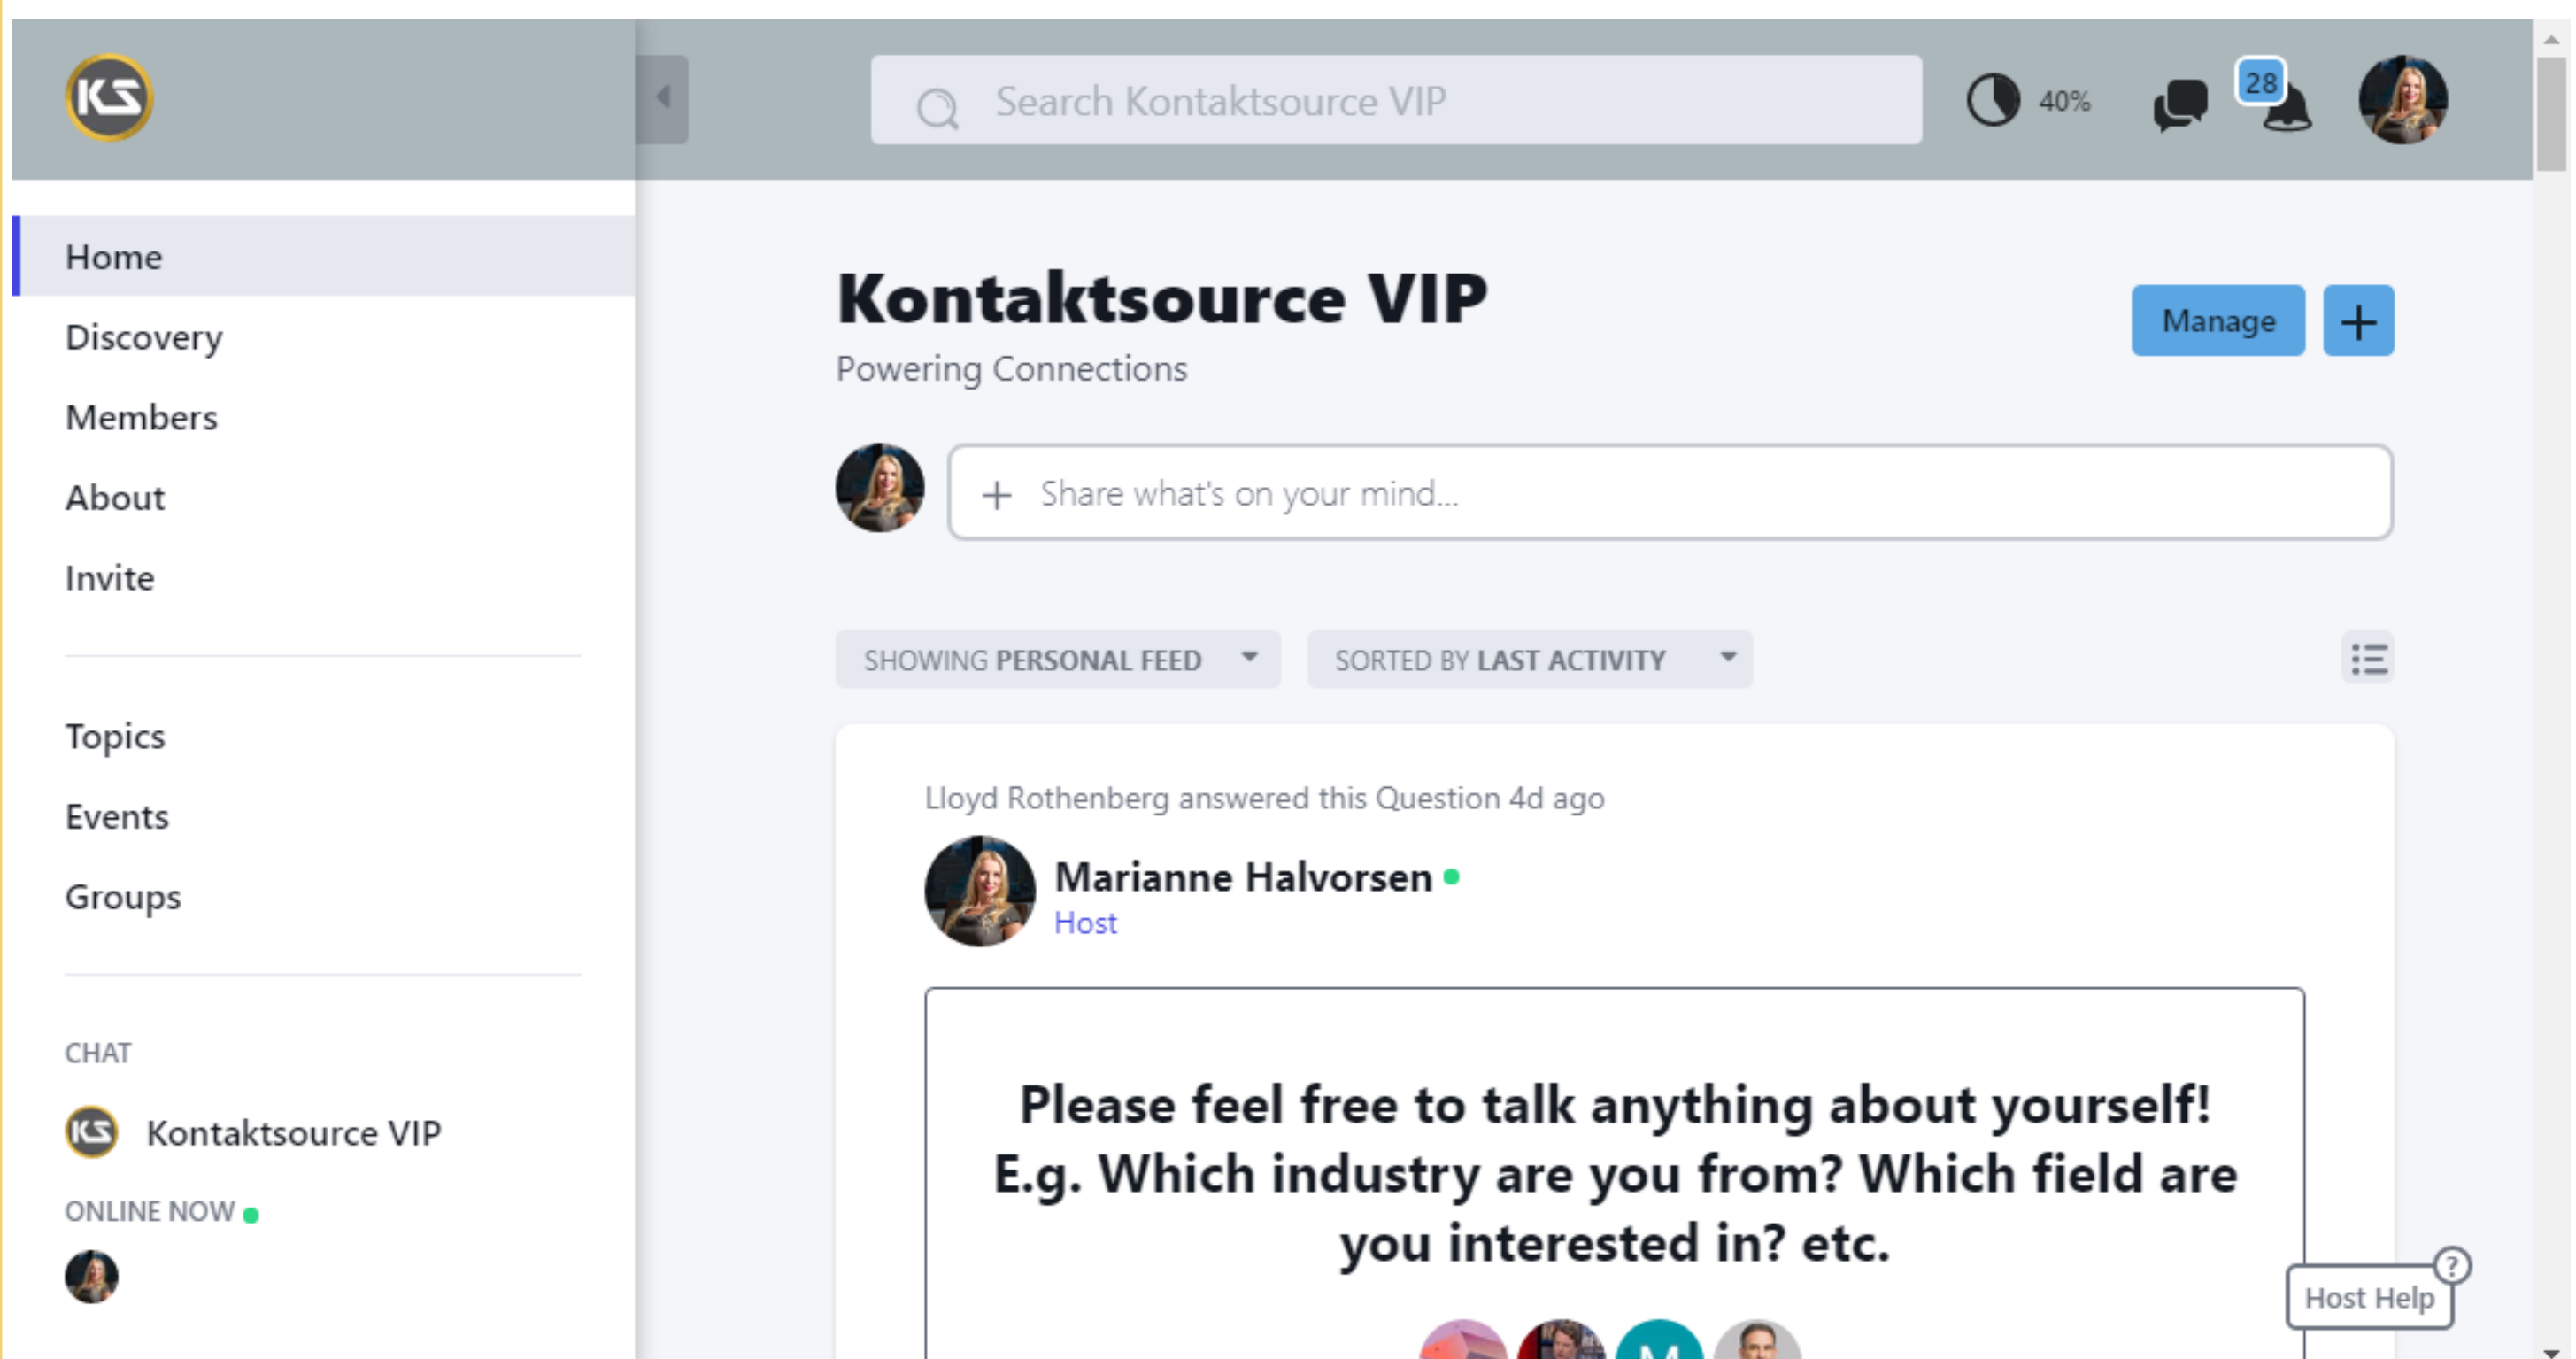 KS
Search Kontaktsource VIP
40%
28
Home
Discovery
Members
About
Invite
Topics
Events
Groups
CHAT
KS
Kontaktsource VIP
ONLINE NOW
Kontaktsource VIP
Powering Connections
Manage
Share what's on your mind...
SHOWING PERSONAL FEED
SORTED BY LAST ACTIVITY
Lloyd Rothenberg answered this Question 4d ago
Marianne Halvorsen
Host
Please feel free to talk anything about yourself!
E.g. Which industry are you from? Which field are
you interested in? etc.
M
?
Host Help